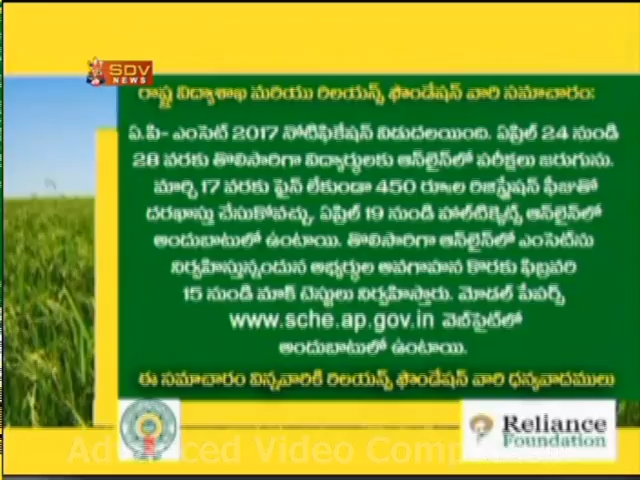 SDV
NEWS
రాష్ట్ర విద్యాశాఖ మరియు రిలయన్స్ ఫౌండేషన్ వారి సమాచారం:
ఏ.పి- ఎంసెట్ 2017 నోటిఫికేషన్ విడుదలయింది. ఏప్రిల్ 24 నుండి
28 వరకు తొలిసారిగా విద్యార్థులకు ఆన్‌లైన్‌లో పరీక్షలు జరుగును.
మార్చి 17 వరకు ఫైన్ లేకుండా 450 రూల రిజిస్ట్రేషన్ ఫీజుతో
దరఖాస్తు చేసుకోవచ్చు. ఏప్రిల్ 19 నుండి హాల్‌టిక్కెట్స్ ఆన్‌లైన్‌లో
అందుబాటులో ఉంటాయి. తొలిసారిగా ఆన్‌లైన్‌లో ఎంసెట్‌ను
నిర్వహిస్తున్నందున అభ్యర్థుల అవగాహన కొరకు ఫిబ్రవరి
15 నుండి మాక్ టెస్టులు నిర్వహిస్తారు. మోడల్ పేపర్స్
www.sche.ap.gov.in వెబ్‌సైట్‌లో
అందుబాటులో ఉంటాయి.
ఈ సమాచారం విన్నవారికి రిలయన్స్ ఫౌండేషన్ వారి ధన్యవాదములు
Reliance
Foundation
Advanced Video